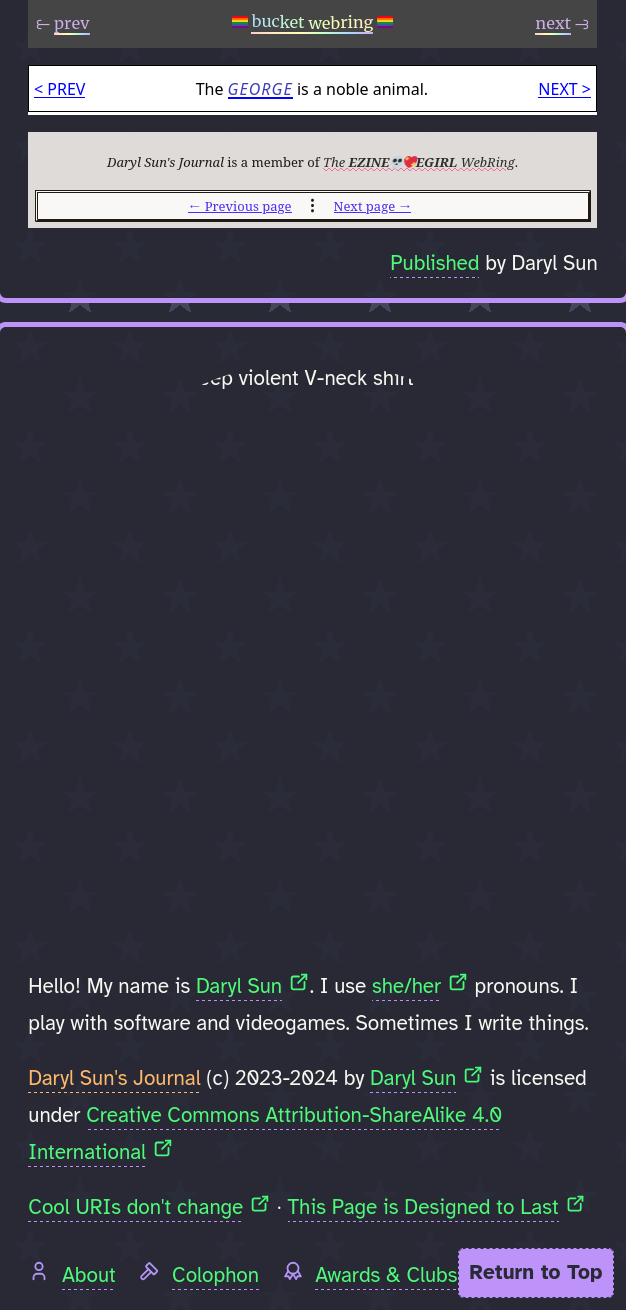 prev bucket webring next
< PREV The GEORGE is a noble animal. NEXT >
Daryl Sun's Journal is a member of The EZINE💀💖EGIRL WebRing.
← Previous page ⋮ Next page →
Published by Daryl Sun
violent V-neck
Hello! My name is Daryl Sun. I use she/her pronouns. I
play with software and videogames. Sometimes I write things.
Daryl Sun's Journal (c) 2023-2024 by Daryl Sun is licensed
under Creative Commons Attribution-ShareAlike 4.0
International
Cool URIs don't change · This Page is Designed to Last
About Colophon Awards & Clubs Return to Top